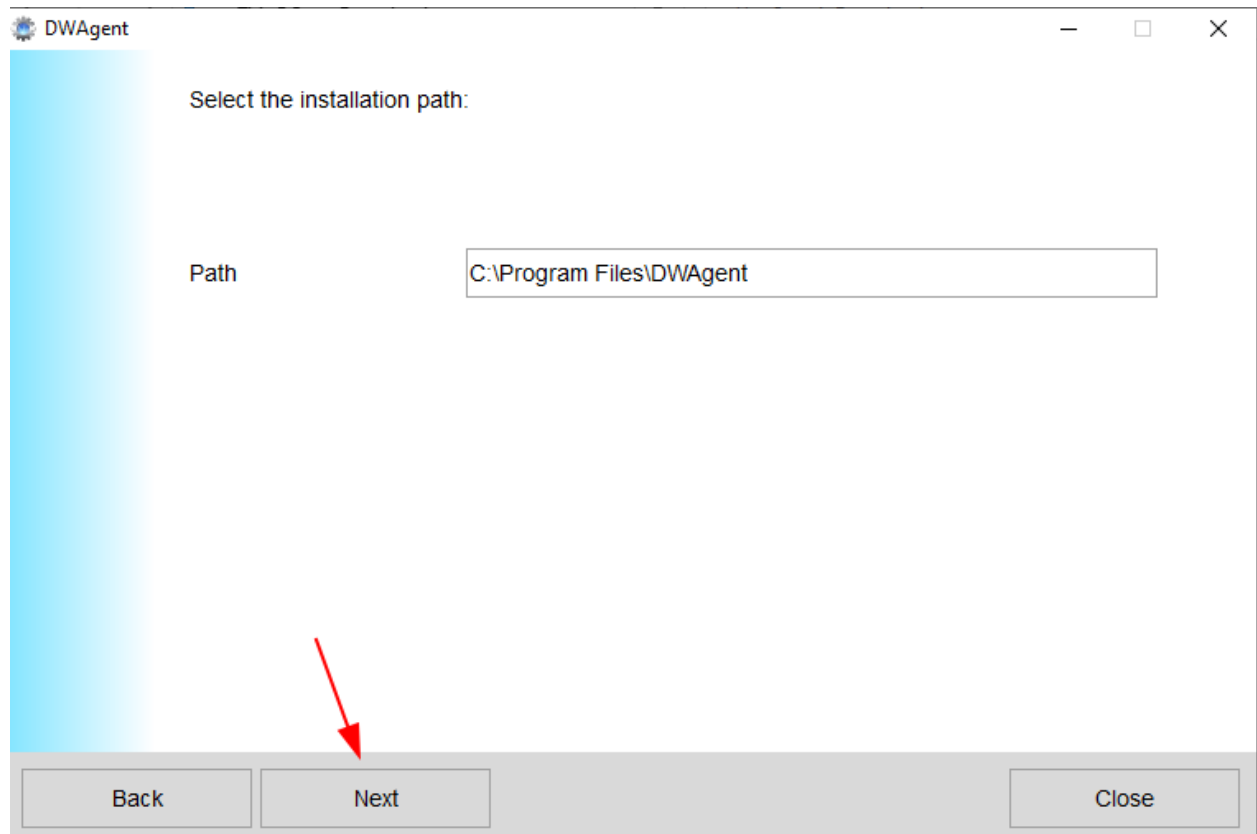 DWAgent
Select the installation path:
Path C:\Program Files\DWAgent
Back Next Close